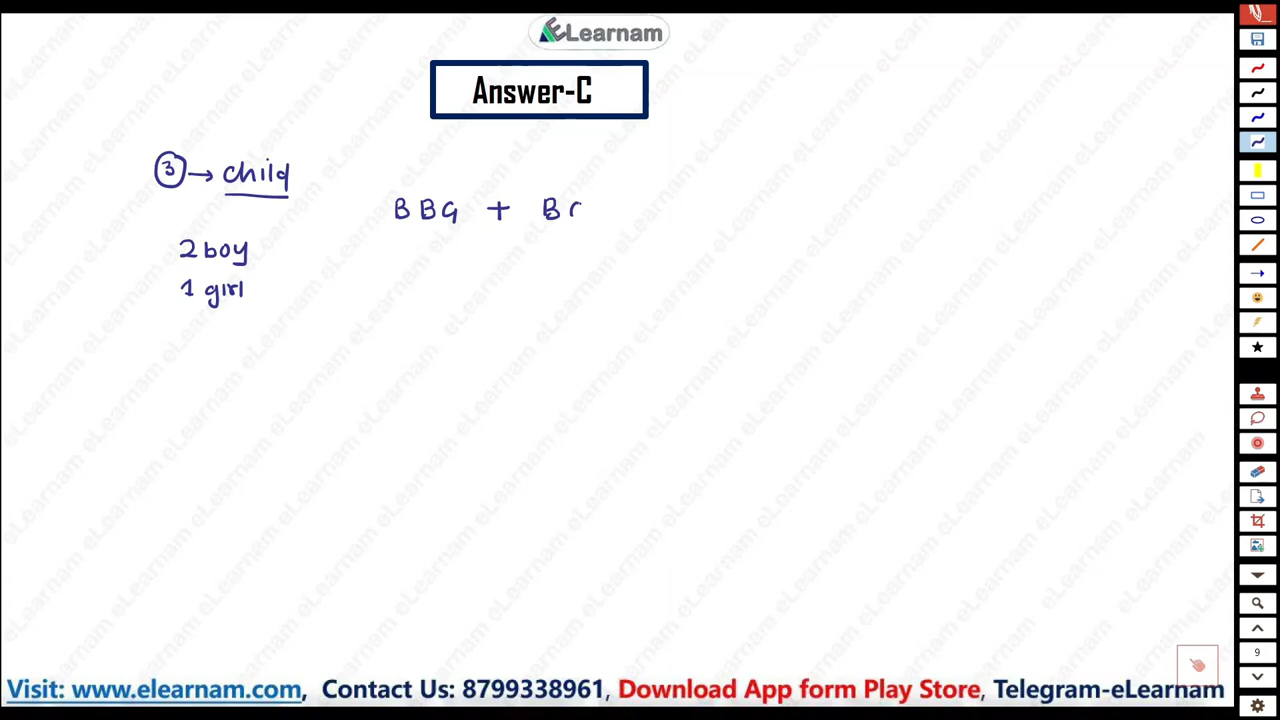 ELearnam
Answer-C
3 → child
BBG + B
2 boy
1 girl
9
Visit: www.elearnam.com, Contact Us: 8799338961, Download App form Play Store, Telegram-eLearnam